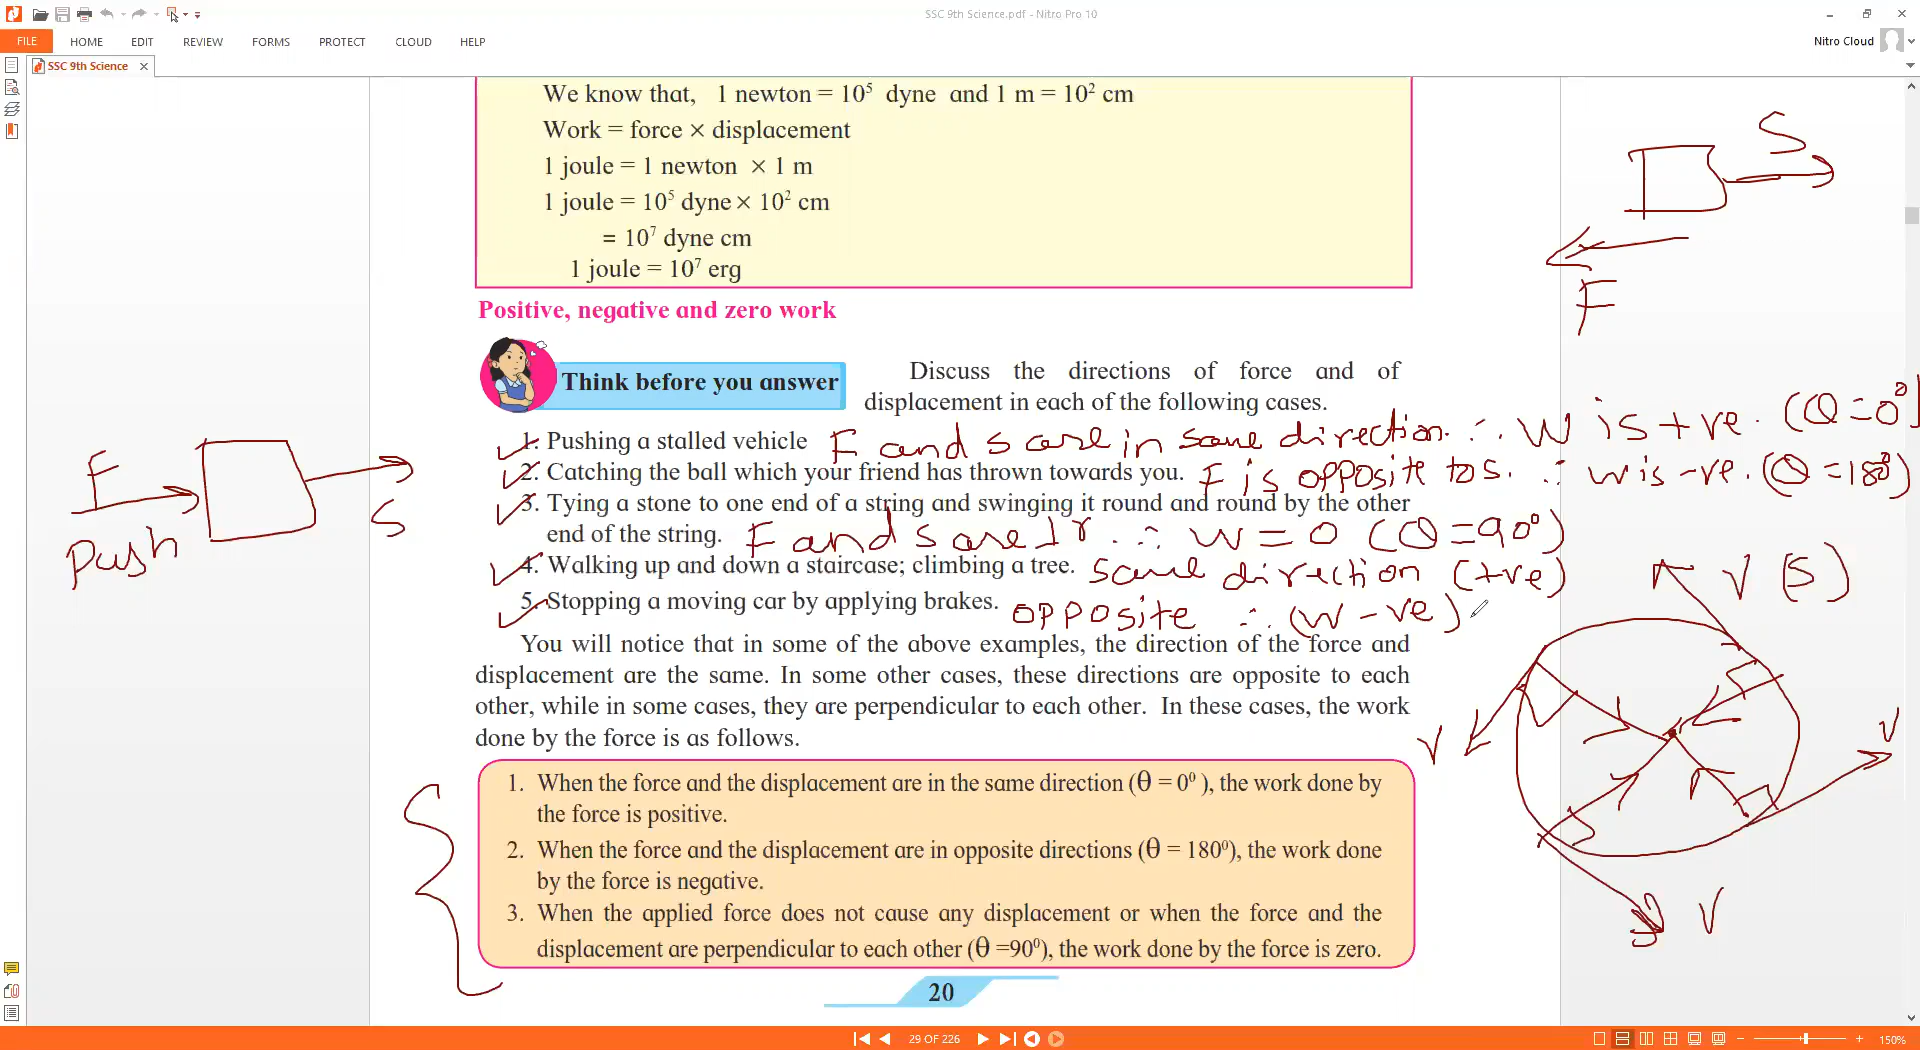 SSC 9th Science.pdf - Nitro Pro 10
FILE HOME EDIT REVIEW FORMS PROTECT CLOUD HELP
Nitro Cloud
SSC 9th Science
We know that, 1 newton = 10⁵ dyne and 1 m = 10² cm
Work = force × displacement
1 joule = 1 newton × 1 m
1 joule = 10⁵ dyne × 10² cm
= 10⁷ dyne cm
1 joule = 10⁷ erg
S
F
Positive, negative and zero work
Think before you answer
Discuss the directions of force and of
displacement in each of the following cases.
1. Pushing a stalled vehicle F and s are in same direction. ∴ W is +ve. (θ = 0⁰)
2. Catching the ball which your friend has thrown towards you. F is opposite to s. ∴ W is -ve. (θ = 180⁰)
3. Tying a stone to one end of a string and swinging it round and round by the other
end of the string. F and s are ⊥r ∴ W = 0 (θ = 90⁰)
4. Walking up and down a staircase; climbing a tree. Same direction (+ve)
5. Stopping a moving car by applying brakes. opposite ∴ (W -ve)
F
Push
S
V (S)
V
V
V
You will notice that in some of the above examples, the direction of the force and
displacement are the same. In some other cases, these directions are opposite to each
other, while in some cases, they are perpendicular to each other. In these cases, the work
done by the force is as follows.
1. When the force and the displacement are in the same direction (θ = 0⁰ ), the work done by
the force is positive.
2. When the force and the displacement are in opposite directions (θ = 180⁰), the work done
by the force is negative.
3. When the applied force does not cause any displacement or when the force and the
displacement are perpendicular to each other (θ =90⁰), the work done by the force is zero.
20
29 OF 226
150%